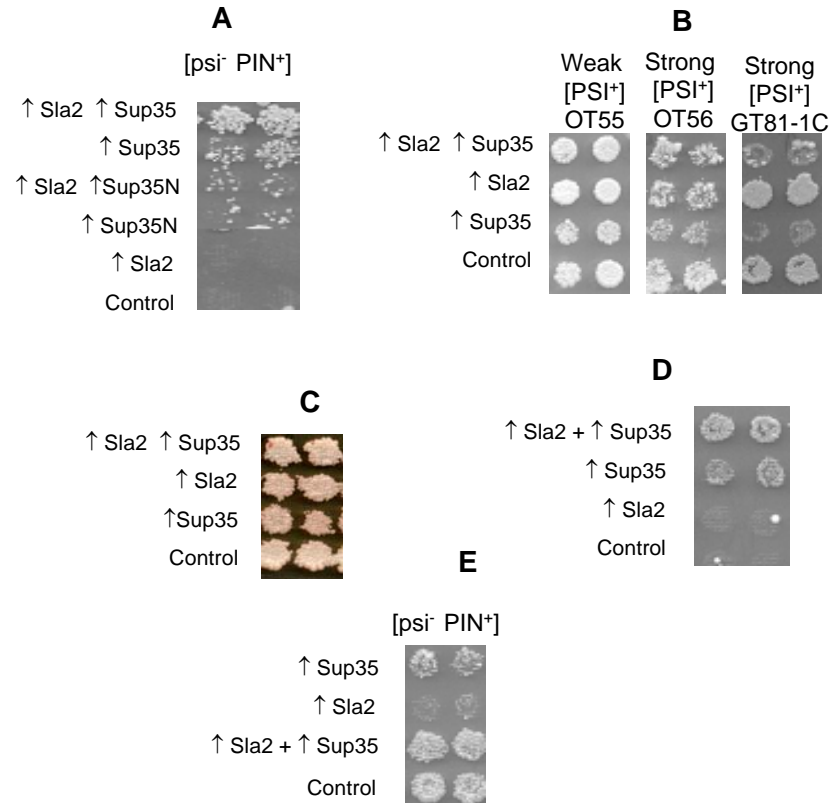 A
[psi⁻ PIN⁺]
↑ Sla2 ↑ Sup35
↑ Sup35
↑ Sla2 ↑Sup35N
↑ Sup35N
↑ Sla2
Control
B
Weak
[PSI⁺]
OT55
Strong
[PSI⁺]
OT56
Strong
[PSI⁺]
GT81-1C
↑ Sla2 ↑ Sup35
↑ Sla2
↑ Sup35
Control
C
↑ Sla2 ↑ Sup35
↑ Sla2
↑Sup35
Control
D
↑ Sla2 + ↑ Sup35
↑ Sup35
↑ Sla2
Control
E
[psi⁻ PIN⁺]
↑ Sup35
↑ Sla2
↑ Sla2 + ↑ Sup35
Control